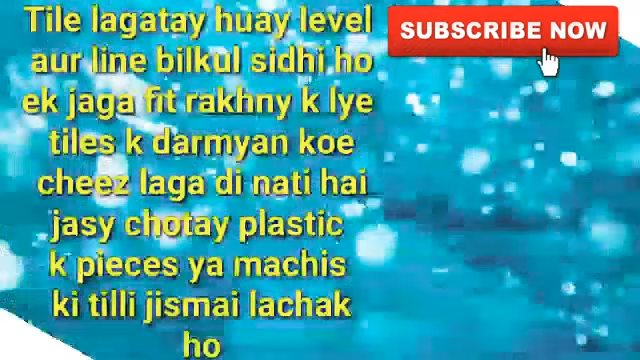 Tile lagatay huay level
aur line bilkul sidhi ho
ek jaga fit rakhny k lye
tiles k darmyan koe
cheez laga di nati hai
jasy chotay plastic
k pieces ya machis
ki tilli jismai lachak
ho
SUBSCRIBE NOW